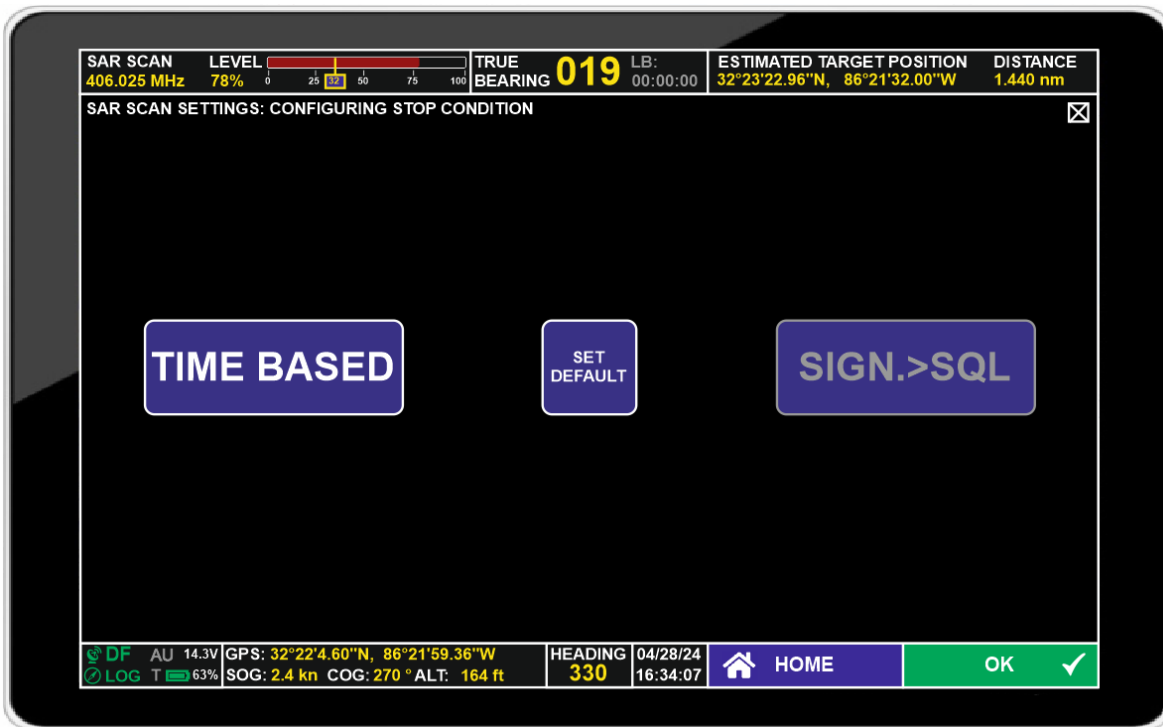 SAR SCAN LEVEL TRUE BEARING 019 LB: ESTIMATED TARGET POSITION DISTANCE
406.025 MHz 78% 0 25 32 50 75 100 00:00:00 32°23'22.96"N, 86°21'32.00"W 1.440 nm
SAR SCAN SETTINGS: CONFIGURING STOP CONDITION
TIME BASED
SET
DEFAULT
SIGN.>SQL
DF AU 14.3V GPS: 32°22'4.60"N, 86°21'59.36"W HEADING 04/28/24 HOME OK
LOG T 63% SOG: 2.4 kn COG: 270 ° ALT: 164 ft 330 16:34:07